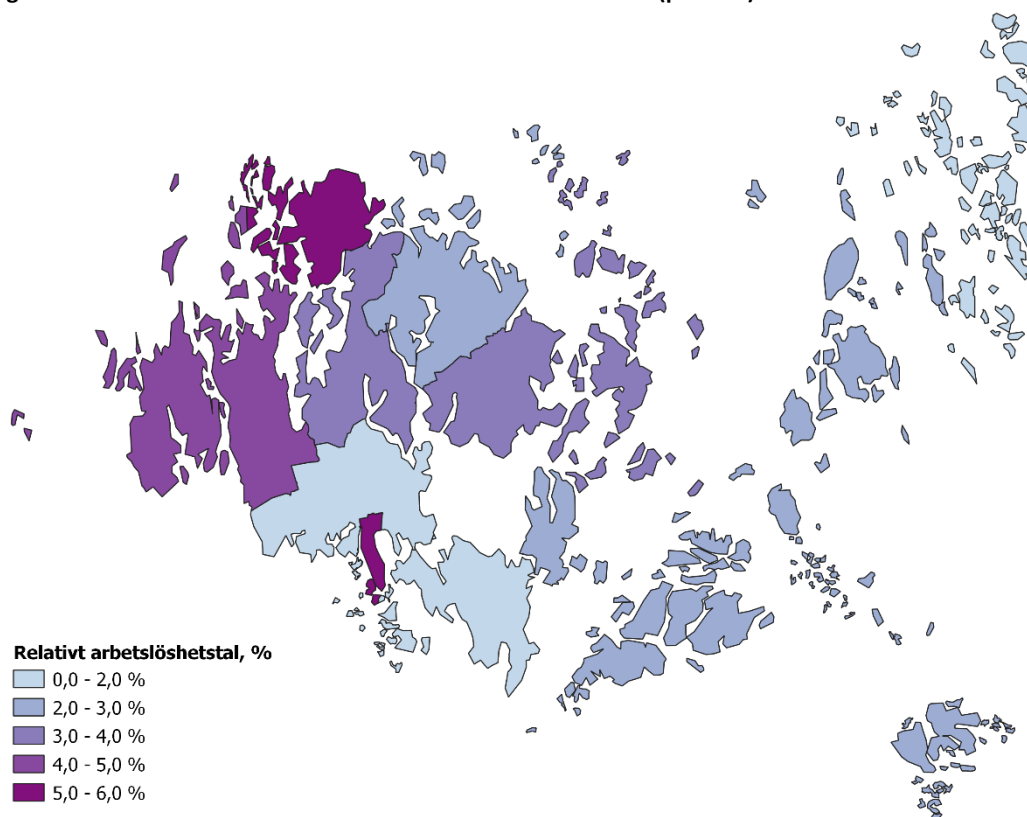 Relativt arbetslöshetstal, %
0,0 - 2,0 %
2,0 - 3,0 %
3,0 - 4,0 %
4,0 - 5,0 %
5,0 - 6,0 %